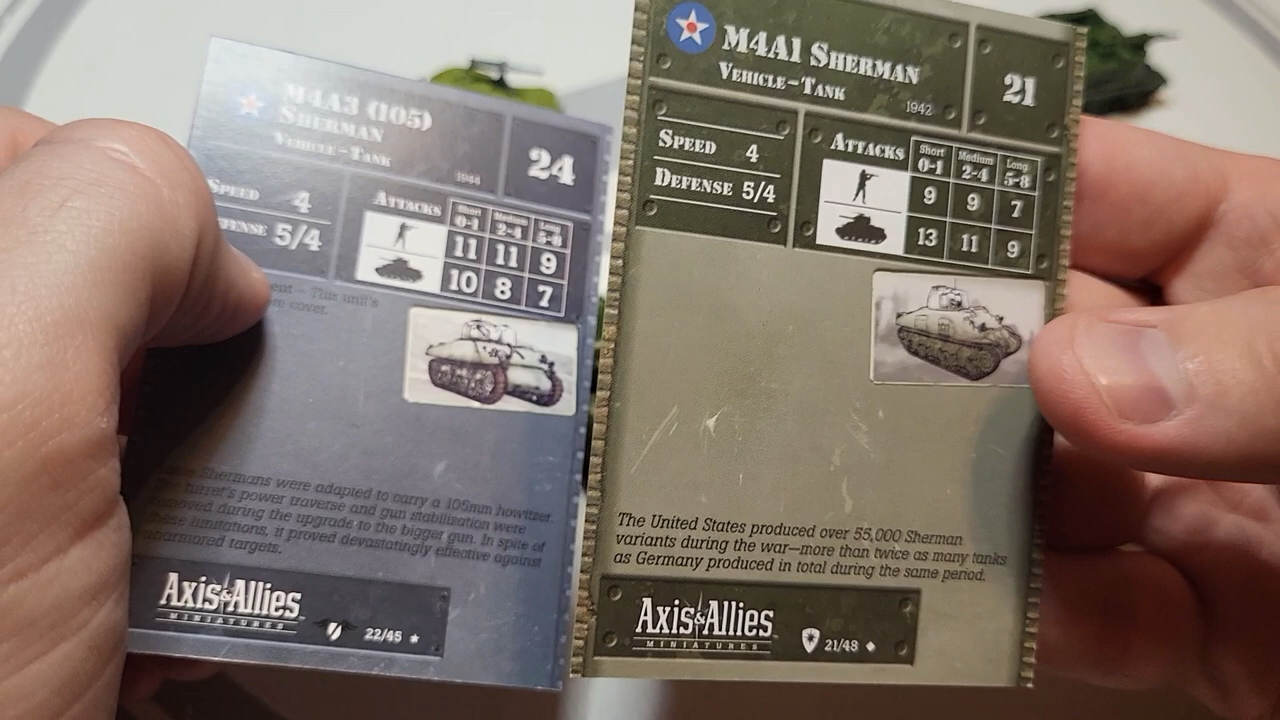 M4A3 (105)
SHERMAN
VEHICLE–TANK
1944
24
SPEED 4
DEFENSE 5/4
ATTACKS
Short 0-1
Medium 2-4
Long 5-8
11 11 9
10 8 7
– This unit's
cover.
Shermans were adapted to carry a 105mm howitzer.
turret's power traverse and gun stabilization were
removed during the upgrade to the bigger gun. In spite of
these limitations, it proved devastatingly effective against
unarmored targets.
Axis & Allies
MINIATURES
22/45
M4A1 SHERMAN
VEHICLE–TANK
1942
21
SPEED 4
DEFENSE 5/4
ATTACKS
Short 0-1
Medium 2-4
Long 5-8
9 9 7
13 11 9
The United States produced over 55,000 Sherman
variants during the war—more than twice as many tanks
as Germany produced in total during the same period.
Axis & Allies
MINIATURES
21/48